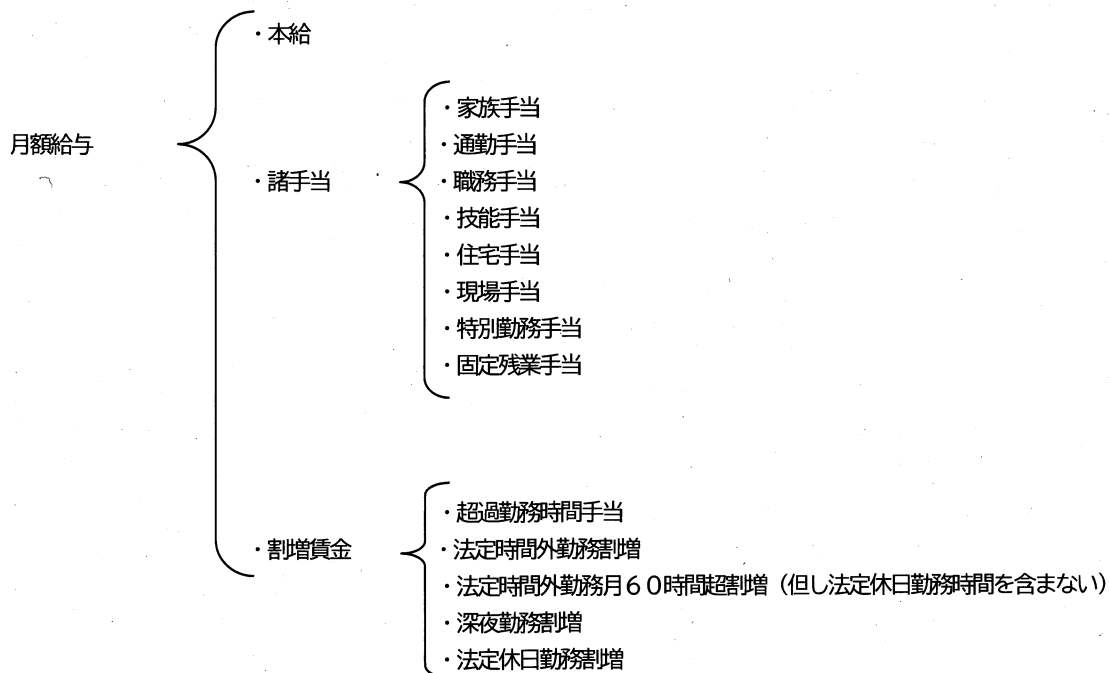 ・本給
・家族手当
・通勤手当
月額給与
・諸手当
・職務手当
・技能手当
・住宅手当
・現場手当
・特別勤務手当
・固定残業手当
・超過勤務時間手当
・割増賃金
・法定時間外勤務割増
・法定時間外勤務月60時間超割増（但し法定休日勤務時間を含まない）
・深夜勤務割増
・法定休日勤務割増